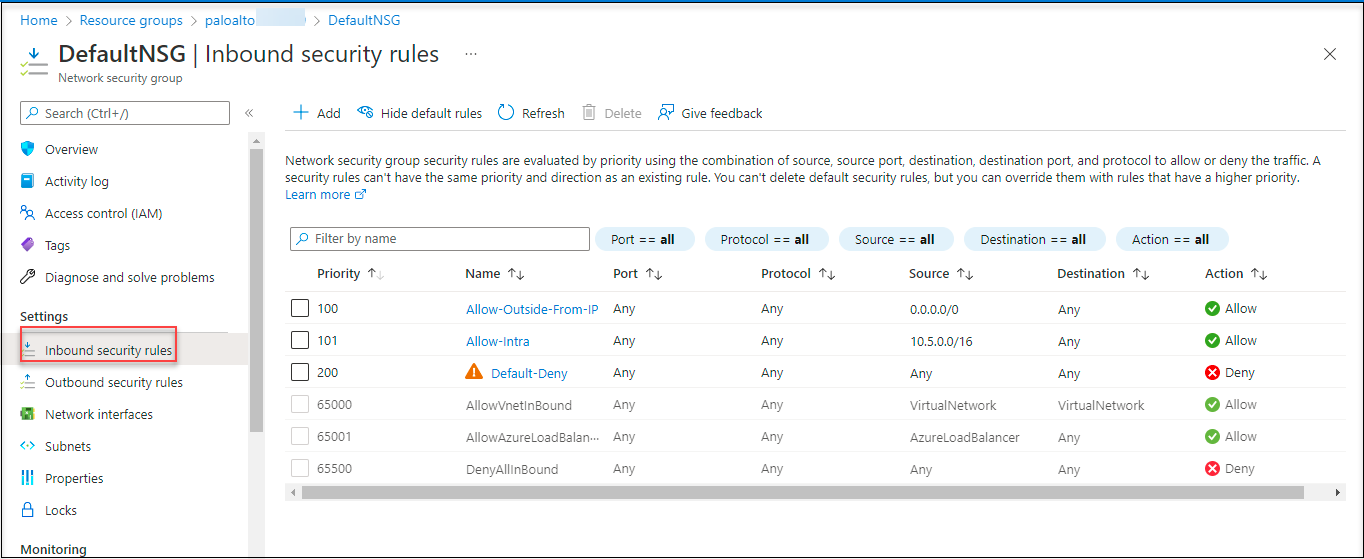 Home > Resource groups > paloalto > DefaultNSG
DefaultNSG | Inbound security rules ...
Network security group
Search (Ctrl+/) «
Add Hide default rules Refresh Delete Give feedback
Overview
Activity log
Access control (IAM)
Tags
Diagnose and solve problems
Settings
Inbound security rules
Outbound security rules
Network interfaces
Subnets
Properties
Locks
Monitoring
Network security group security rules are evaluated by priority using the combination of source, source port, destination, destination port, and protocol to allow or deny the traffic. A
security rules can't have the same priority and direction as an existing rule. You can't delete default security rules, but you can override them with rules that have a higher priority.
Learn more
Filter by name Port == all Protocol == all Source == all Destination == all Action == all
Priority ↑↓ Name ↑↓ Port ↑↓ Protocol ↑↓ Source ↑↓ Destination ↑↓ Action ↑↓
100 Allow-Outside-From-IP Any Any 0.0.0.0/0 Any Allow
101 Allow-Intra Any Any 10.5.0.0/16 Any Allow
200 Default-Deny Any Any Any Any Deny
65000 AllowVnetInBound Any Any VirtualNetwork VirtualNetwork Allow
65001 AllowAzureLoadBalan··· Any Any AzureLoadBalancer Any Allow
65500 DenyAllInBound Any Any Any Any Deny